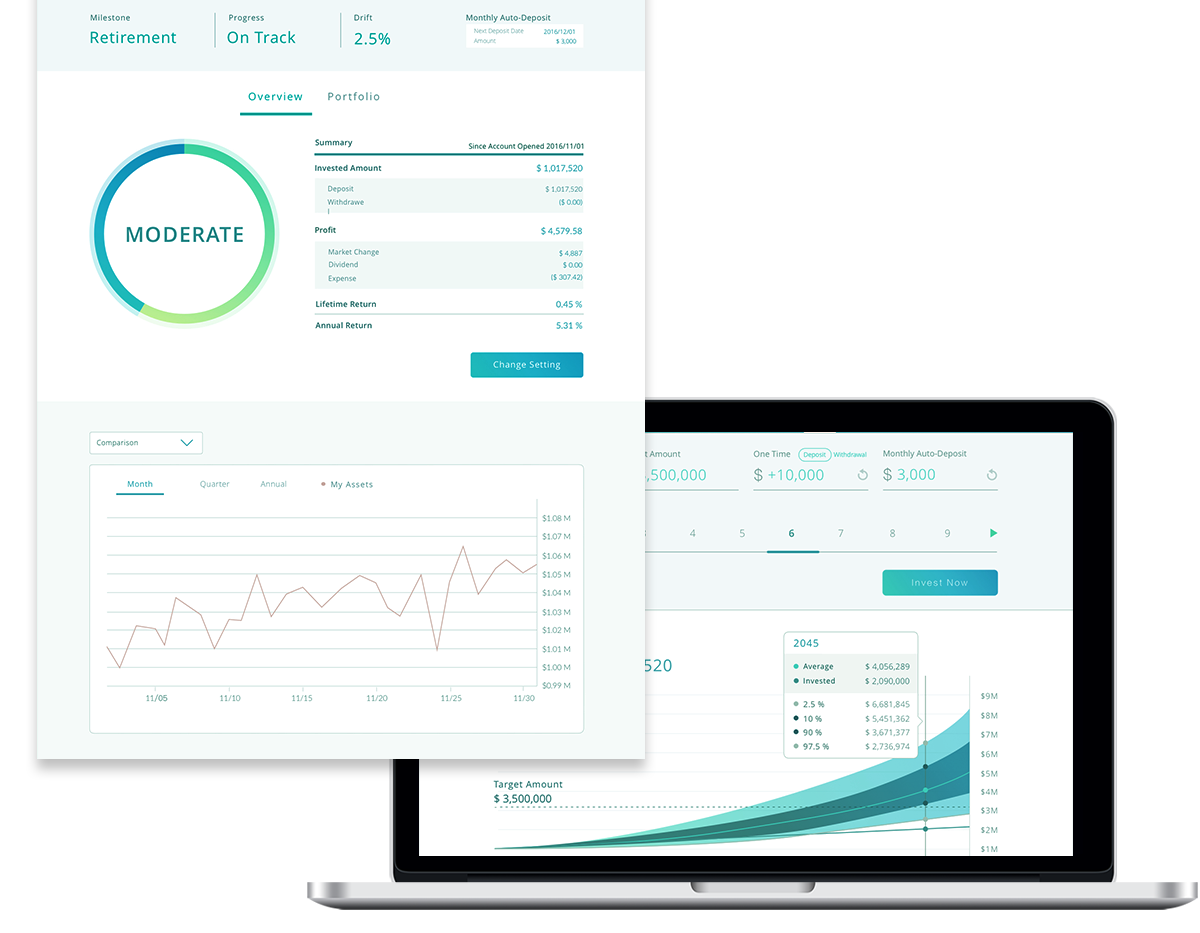 Milestone Progress Drift Monthly Auto-Deposit
Retirement On Track 2.5%
Next Deposit Date 2016/12/01
Amount $ 3,000
Overview Portfolio
MODERATE
Summary Since Account Opened 2016/11/01
Invested Amount $ 1,017,520
Deposit $ 1,017,520
Withdrawe ($ 0.00)
l
Profit $ 4,579.58
Market Change $ 4,887
Dividend $ 0.00
Expense ($ 307.42)
Lifetime Return 0.45 %
Annual Return 5.31 %
Change Setting
Comparison
Month Quarter Annual My Assets
$1.08 M
$1.07 M
$1.06 M
$1.05 M
$1.04 M
$1.03 M
$1.02 M
$1.01 M
$1.00 M
$0.99 M
11/05 11/10 11/15 11/20 11/25 11/30
t Amount One Time Deposit Withdrawal Monthly Auto-Deposit
,500,000 $ +10,000 $ 3,000
4 5 6 7 8 9
Invest Now
520
2045
Average $ 4,056,289
Invested $ 2,090,000
2.5 % $ 6,681,845
10 % $ 5,451,362
90 % $ 3,671,377
97.5 % $ 2,736,974
$9M
$8M
$7M
$6M
$5M
$4M
$3M
$2M
$1M
Target Amount
$ 3,500,000